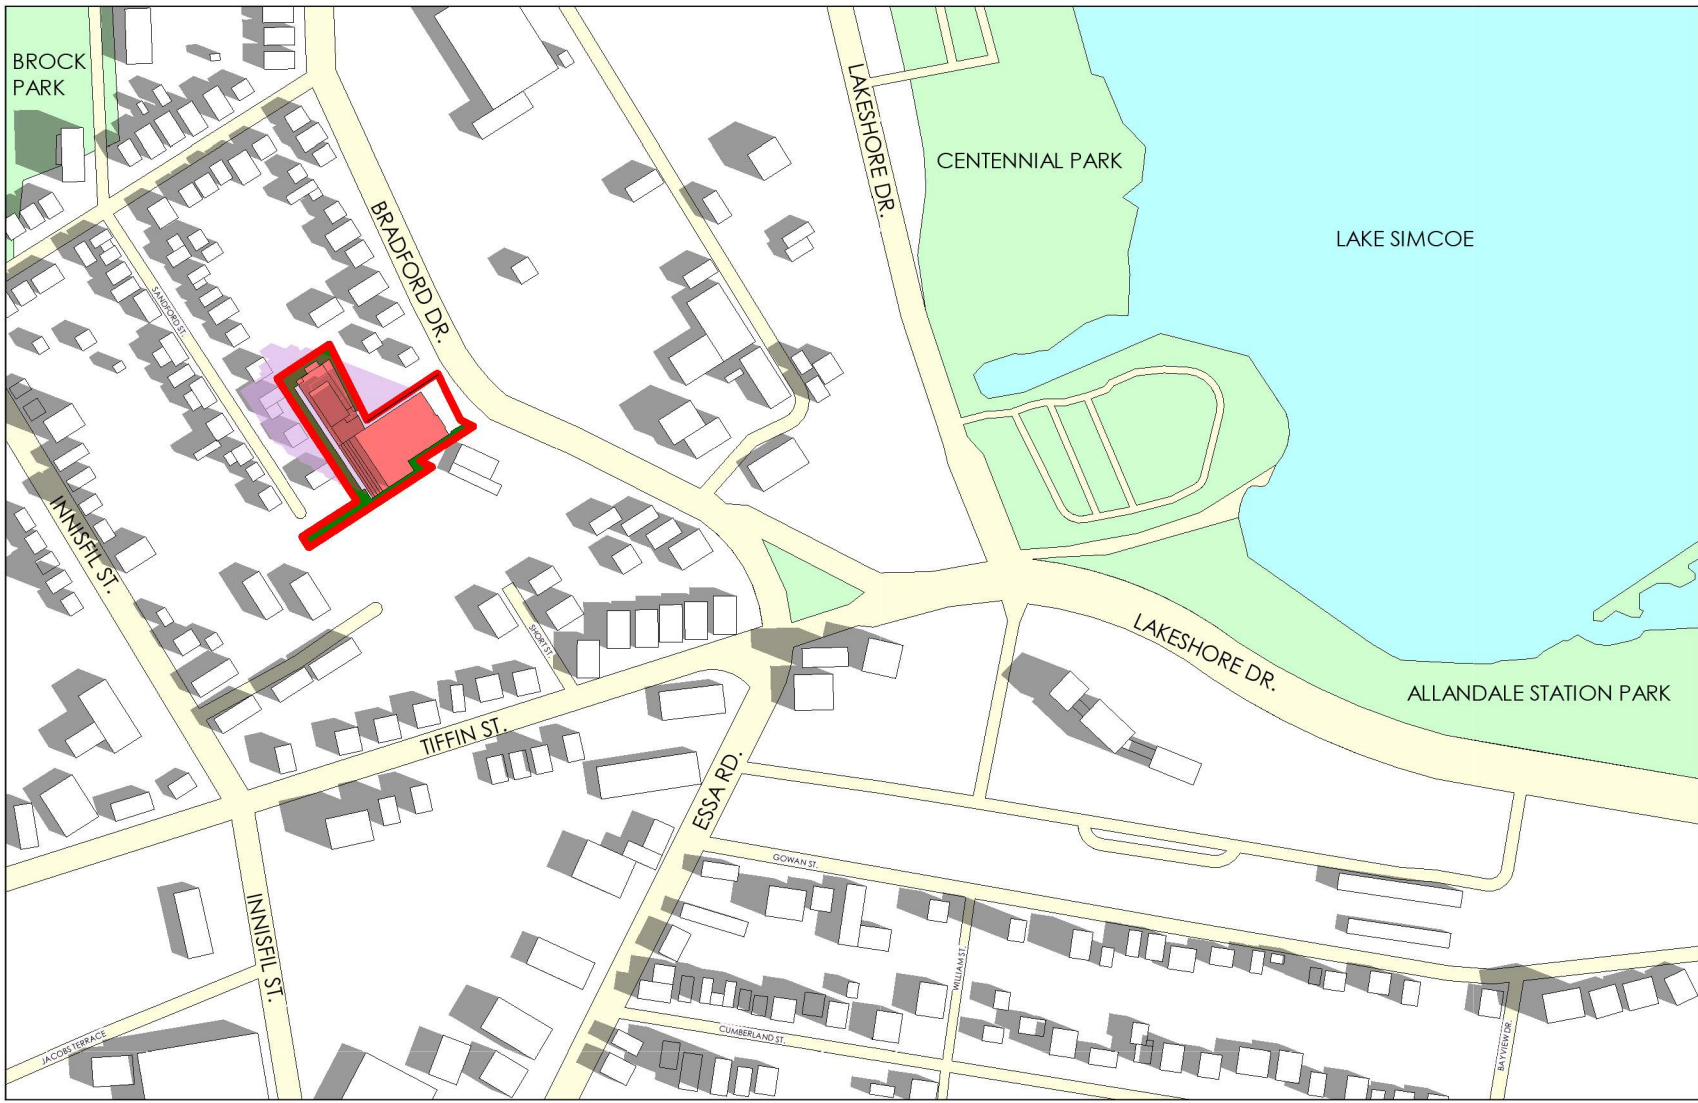 BROCK
PARK
LAKESHORE DR.
CENTENNIAL PARK
LAKE SIMCOE
BRADFORD DR.
SANDFORD ST.
INNISFIL ST.
SHORT ST.
LAKESHORE DR.
ALLANDALE STATION PARK
TIFFIN ST.
ESSA RD.
GOWAN ST.
INNISFIL ST.
WILLIAM ST.
CUMBERLAND ST.
JACOBS TERRACE
BAYVIEW DR.